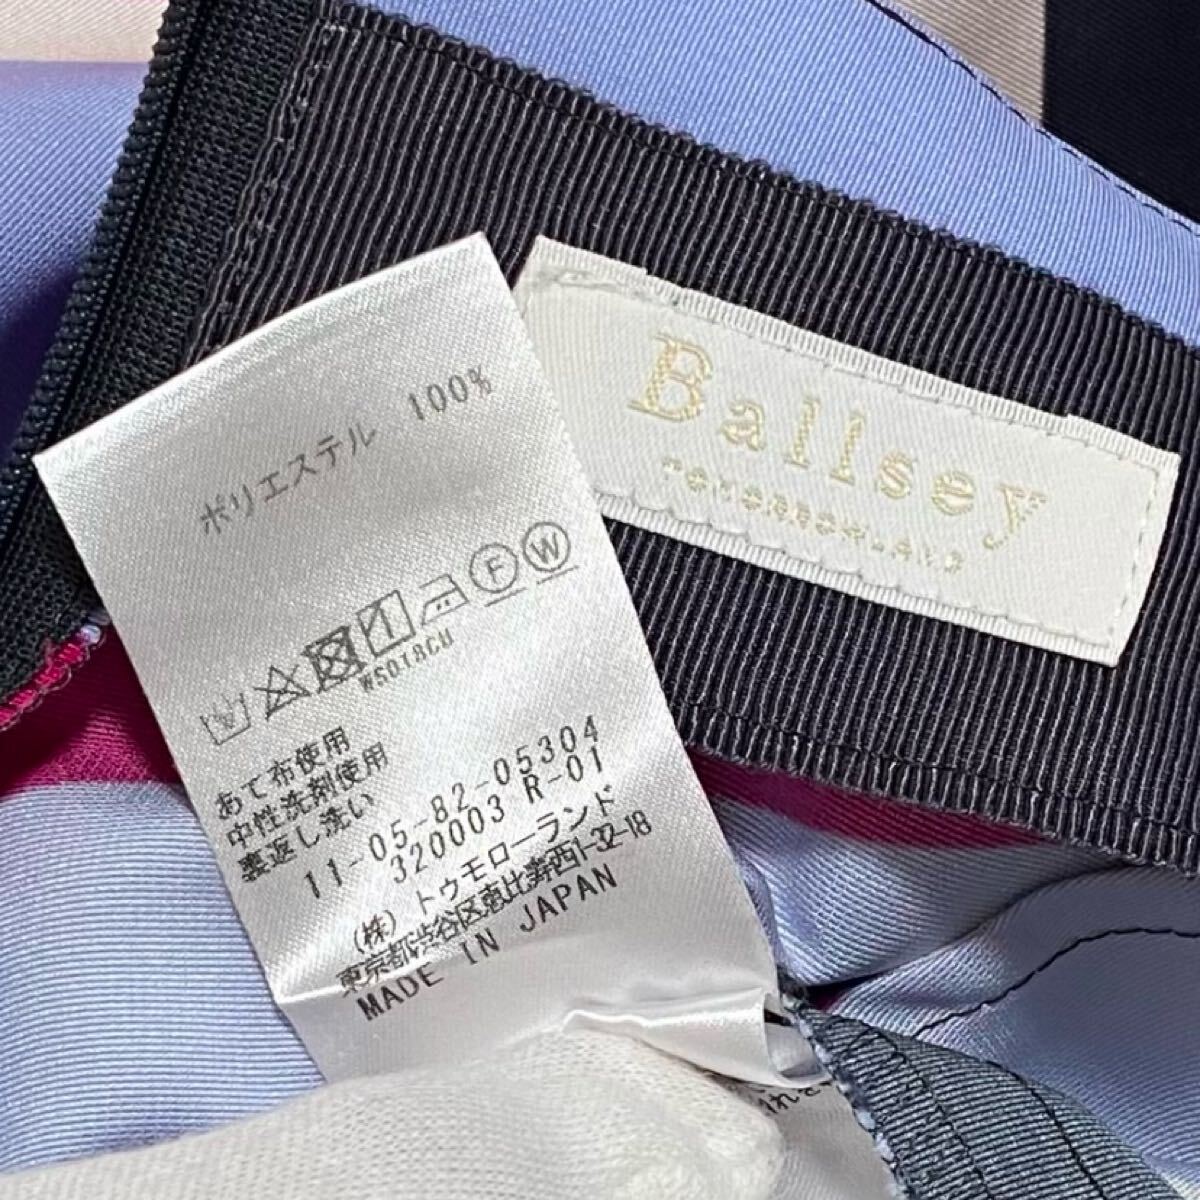 Ballsey
TOMORROWLAND
ポリエステル 100%
F W
WS018CU
あて布使用
中性洗剤使用
裏返し洗い
11-05-82-05304
320003 R-01
(株) トゥモローランド
東京都渋谷区恵比寿西1-32-18
MADE IN JAPAN